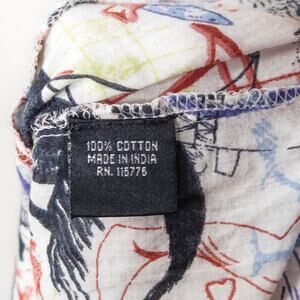 100% COTTON
MADE IN INDIA
RN. 115776